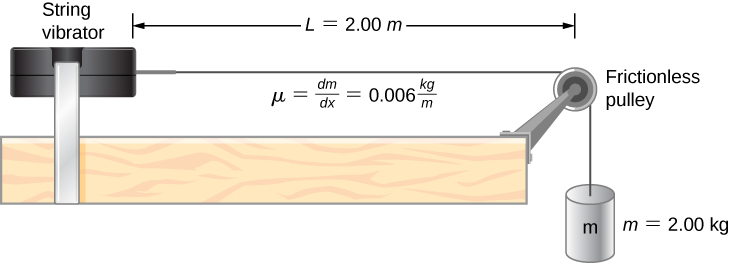 String
vibrator
L = 2.00 m
μ = dm/dx = 0.006 kg/m
Frictionless
pulley
m
m = 2.00 kg